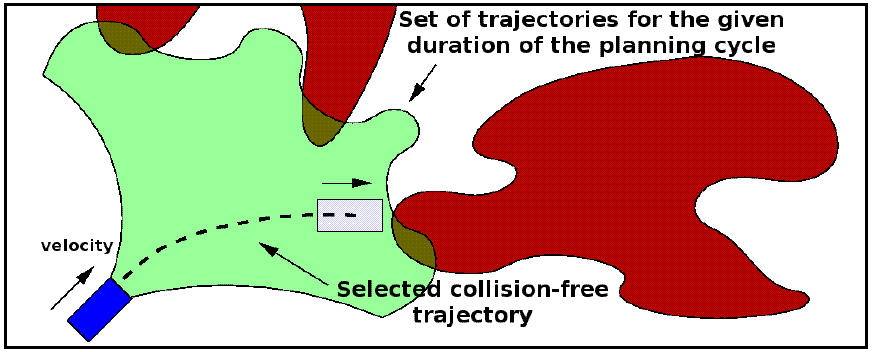 Set of trajectories for the given
duration of the planning cycle
velocity
Selected collision-free
trajectory